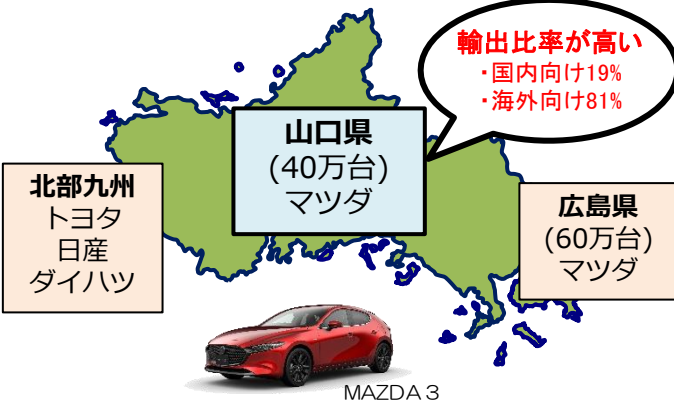 輸出比率が高い
・国内向け19%
・海外向け81%
山口県
(40万台)
マツダ
北部九州
トヨタ
日産
ダイハツ
広島県
(60万台)
マツダ
MAZDA3